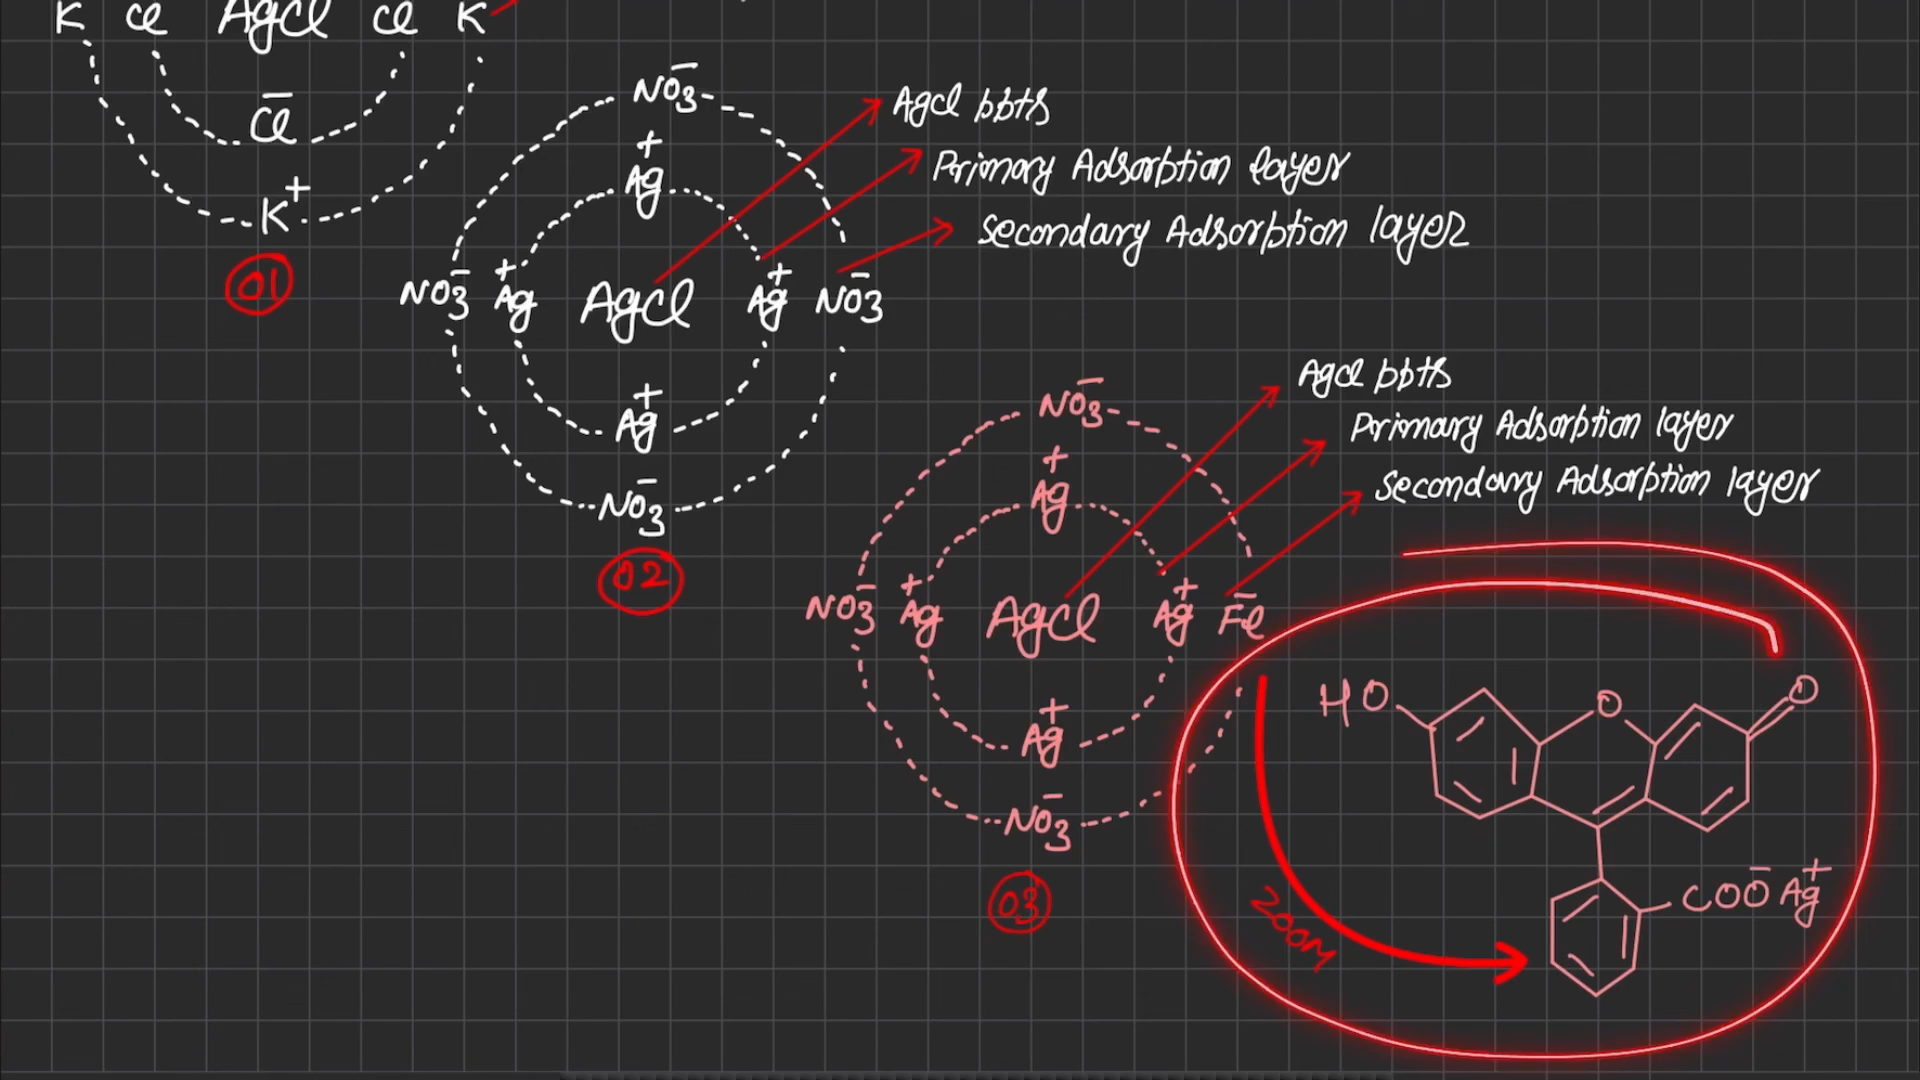 K Cl AgCl Cl K
Cl⁻
K⁺
01
NO₃⁻
Ag⁺
NO₃⁻ Ag⁺ AgCl Ag⁺ NO₃⁻
Ag⁺
NO₃⁻
02
AgCl ppts
Primary Adsorption layer
Secondary Adsorption layer
NO₃⁻
Ag⁺
NO₃⁻ Ag⁺ AgCl Ag⁺ Fl⁻
Ag⁺
NO₃⁻
03
AgCl ppts
Primary Adsorption layer
Secondary Adsorption layer
HO O O
COO⁻ Ag⁺
ZOOM